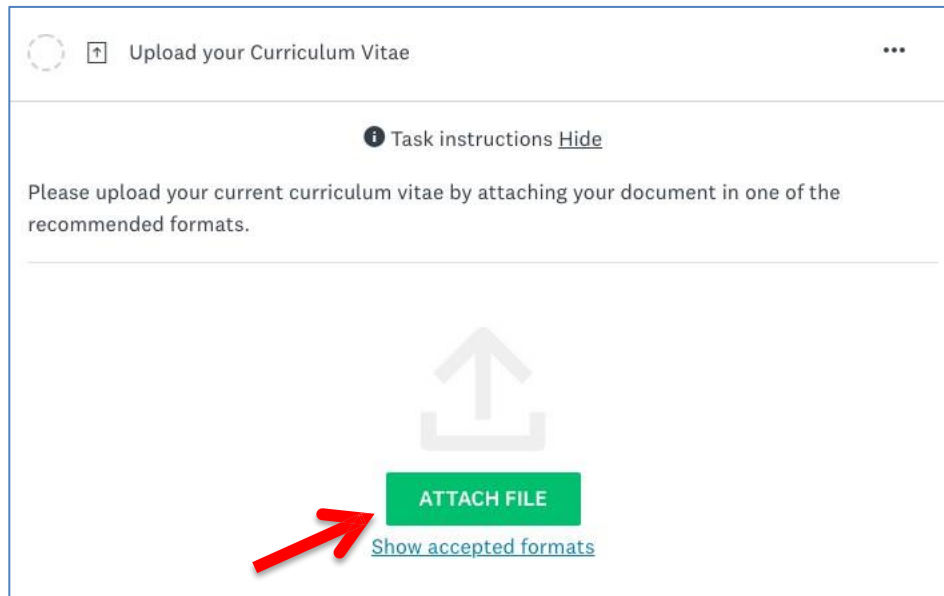 Upload your Curriculum Vitae
Task instructions Hide
Please upload your current curriculum vitae by attaching your document in one of the
recommended formats.
ATTACH FILE
Show accepted formats